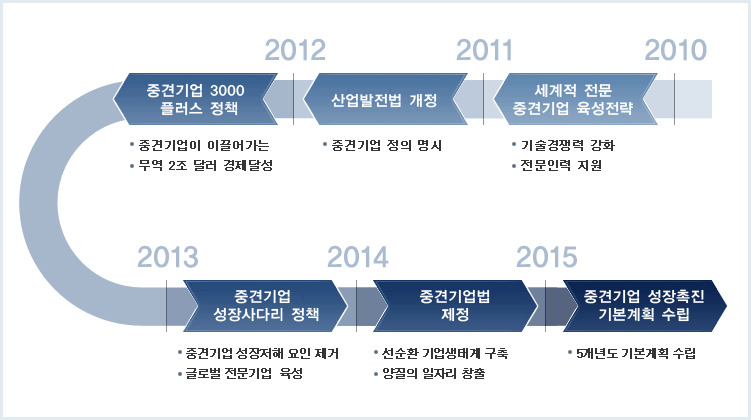 2012
2011
2010
중견기업 3000
플러스 정책
산업발전법 개정
세계적 전문
중견기업 육성전략
• 중견기업이 이끌어가는
• 무역 2조 달러 경제달성
• 중견기업 정의 명시
• 기술경쟁력 강화
• 전문인력 지원
2013
2014
2015
중견기업
성장사다리 정책
중견기업법
제정
중견기업 성장촉진
기본계획 수립
• 중견기업 성장저해 요인 제거
• 글로벌 전문기업 육성
• 선순환 기업생태계 구축
• 양질의 일자리 창출
• 5개년도 기본계획 수립